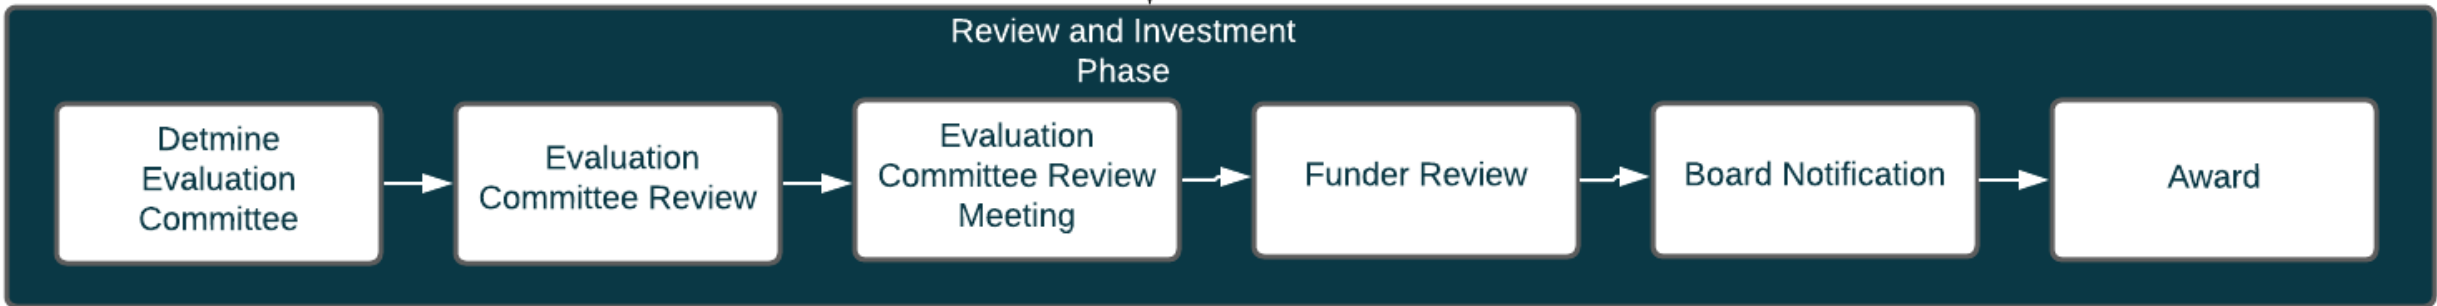 Review and Investment
Phase
Detmine
Evaluation
Committee
Evaluation
Committee Review
Evaluation
Committee Review
Meeting
Funder Review
Board Notification
Award